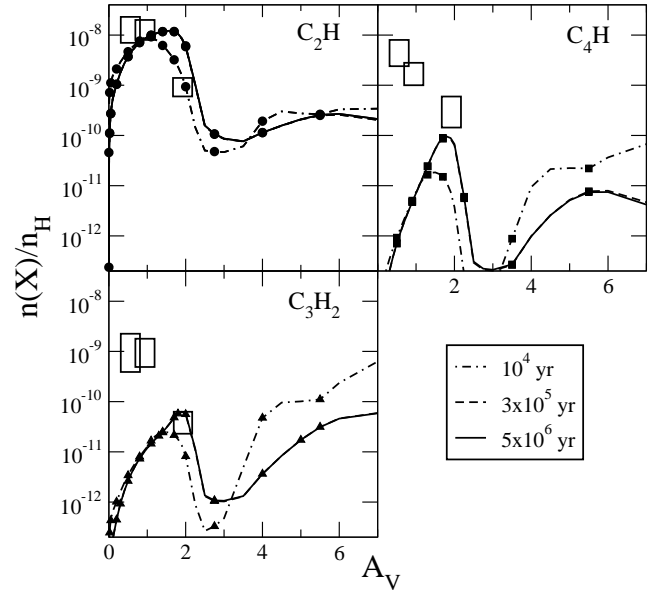 C₂H
C₄H
10⁻⁸
10⁻⁹
10⁻¹⁰
10⁻¹¹
10⁻¹²
n(X)/n_H
0 2 4 6
C₃H₂
10⁻⁸
10⁻⁹
10⁻¹⁰
10⁻¹¹
10⁻¹²
10⁴ yr
3x10⁵ yr
5x10⁶ yr
0 2 4 6
A_V